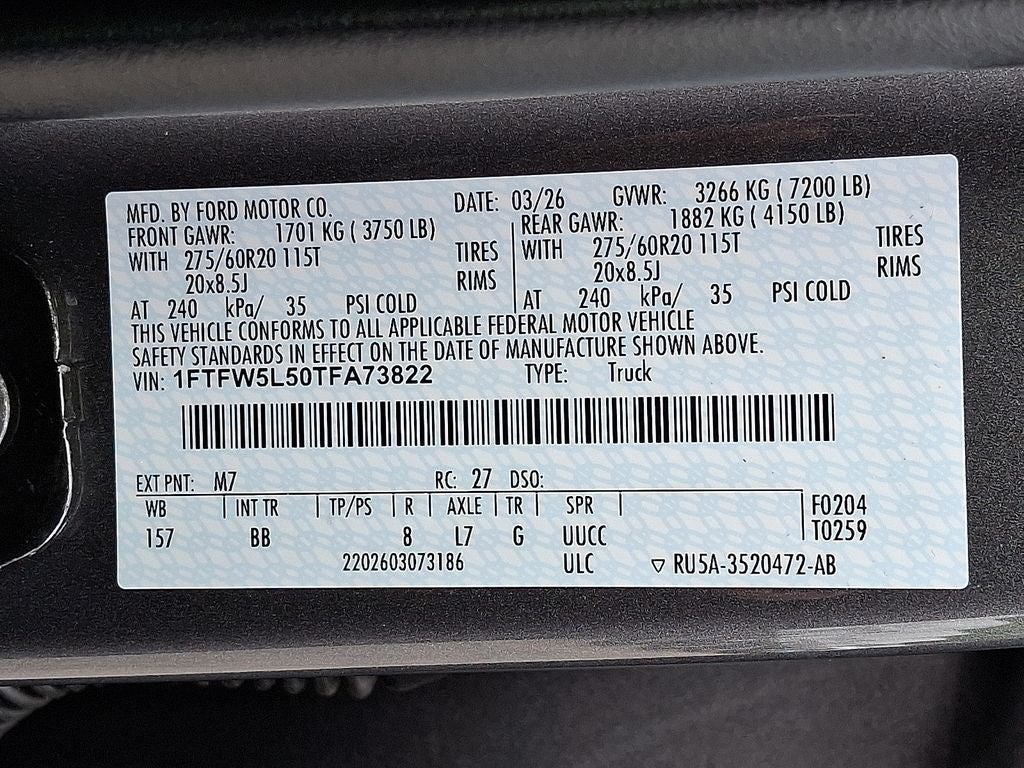 MFD. BY FORD MOTOR CO. DATE: 03/26 GVWR: 3266 KG ( 7200 LB)
FRONT GAWR: 1701 KG ( 3750 LB) REAR GAWR: 1882 KG ( 4150 LB)
WITH 275/60R20 115T TIRES WITH 275/60R20 115T TIRES
20x8.5J RIMS 20x8.5J RIMS
AT 240 kPa/ 35 PSI COLD AT 240 kPa/ 35 PSI COLD
THIS VEHICLE CONFORMS TO ALL APPLICABLE FEDERAL MOTOR VEHICLE
SAFETY STANDARDS IN EFFECT ON THE DATE OF MANUFACTURE SHOWN ABOVE.
VIN: 1FTFW5L50TFA73822 TYPE: Truck
EXT PNT: M7 RC: 27 DSO:
WB INT TR TP/PS R AXLE TR SPR F0204
157 BB 8 L7 G UUCC T0259
2202603073186 ULC ▽ RU5A-3520472-AB